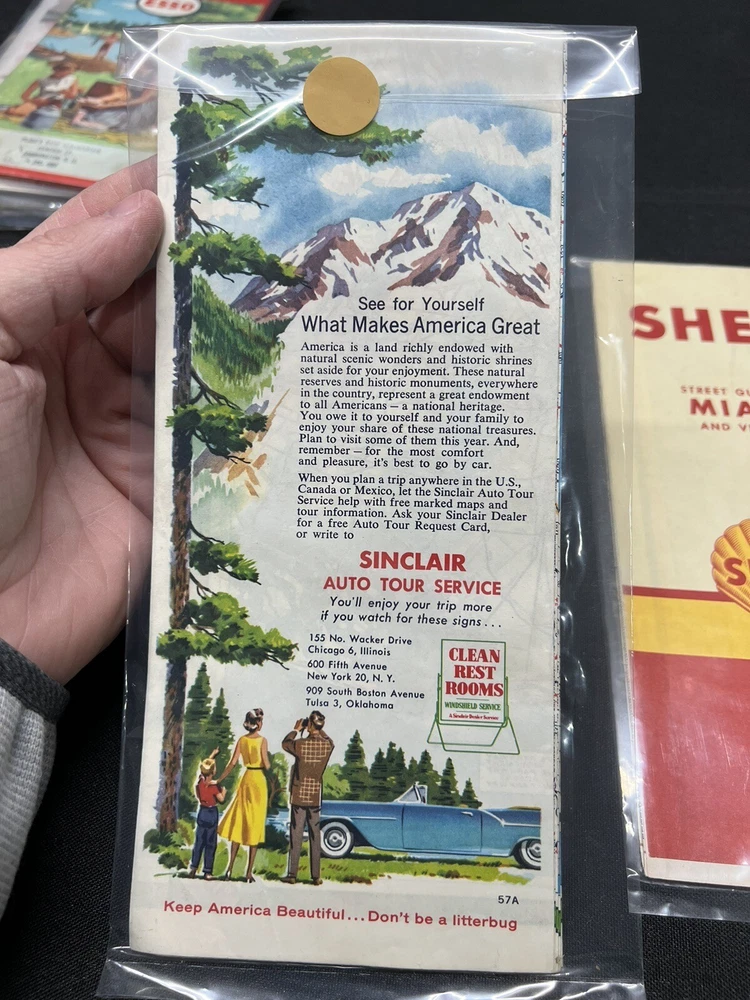 ESSO
See for Yourself
What Makes America Great
America is a land richly endowed with
natural scenic wonders and historic shrines
set aside for your enjoyment. These natural
reserves and historic monuments, everywhere
in the country, represent a great endowment
to all Americans — a national heritage.
You owe it to yourself and your family to
enjoy your share of these national treasures.
Plan to visit some of them this year. And,
remember — for the most comfort
and pleasure, it's best to go by car.
When you plan a trip anywhere in the U.S.,
Canada or Mexico, let the Sinclair Auto Tour
Service help with free marked maps and
tour information. Ask your Sinclair Dealer
for a free Auto Tour Request Card,
or write to
SINCLAIR
AUTO TOUR SERVICE
You'll enjoy your trip more
if you watch for these signs...
155 No. Wacker Drive
Chicago 6, Illinois
600 Fifth Avenue
New York 20, N. Y.
909 South Boston Avenue
Tulsa 3, Oklahoma
CLEAN
REST
ROOMS
WINDSHIELD SERVICE
A Sinclair Dealer Service
57A
Keep America Beautiful...Don't be a litterbug
SHE
STREET GU
MIA
AND VI
S